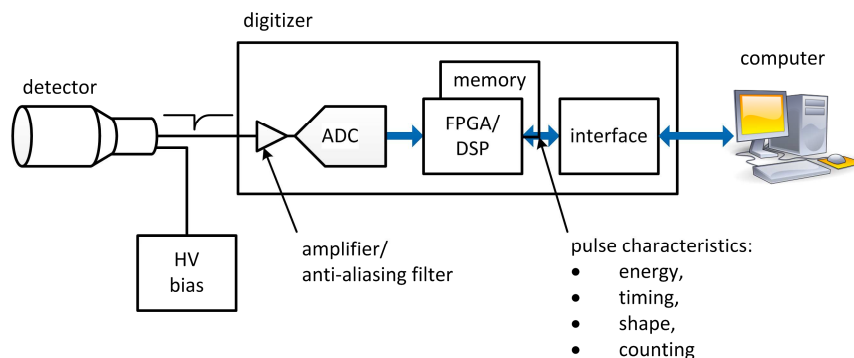 digitizer
computer
detector
memory
ADC
FPGA/
DSP
interface
HV
bias
amplifier/
anti-aliasing filter
pulse characteristics:
• energy,
• timing,
• shape,
• counting